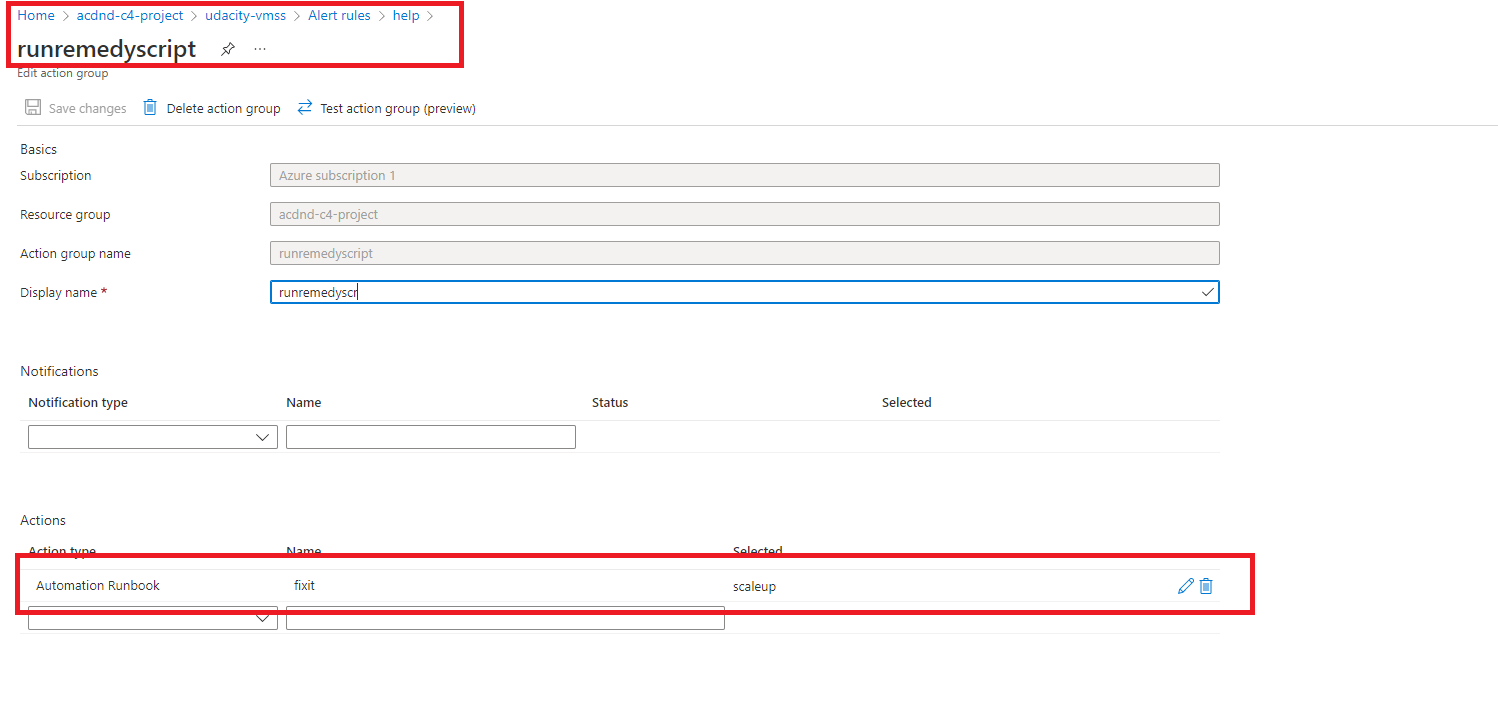 Home > acdnd-c4-project > udacity-vmss > Alert rules > help >
runremedyscript ...
Edit action group
Save changes Delete action group Test action group (preview)
Basics
Subscription Azure subscription 1
Resource group acdnd-c4-project
Action group name runremedyscript
Display name * runremedyscr
Notifications
Notification type Name Status Selected
Actions
Action type Name Selected
Automation Runbook fixit scaleup